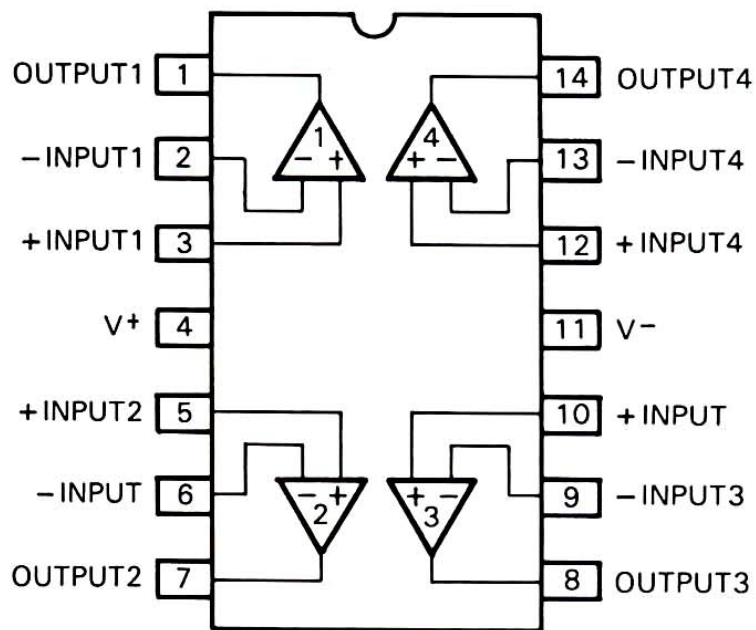 OUTPUT1 1
14 OUTPUT4
1
4
- +
+ -
-INPUT1 2
13 -INPUT4
+INPUT1 3
12 +INPUT4
V+ 4
11 V-
+INPUT2 5
10 +INPUT
-INPUT 6
9 -INPUT3
- +
+ -
2
3
OUTPUT2 7
8 OUTPUT3